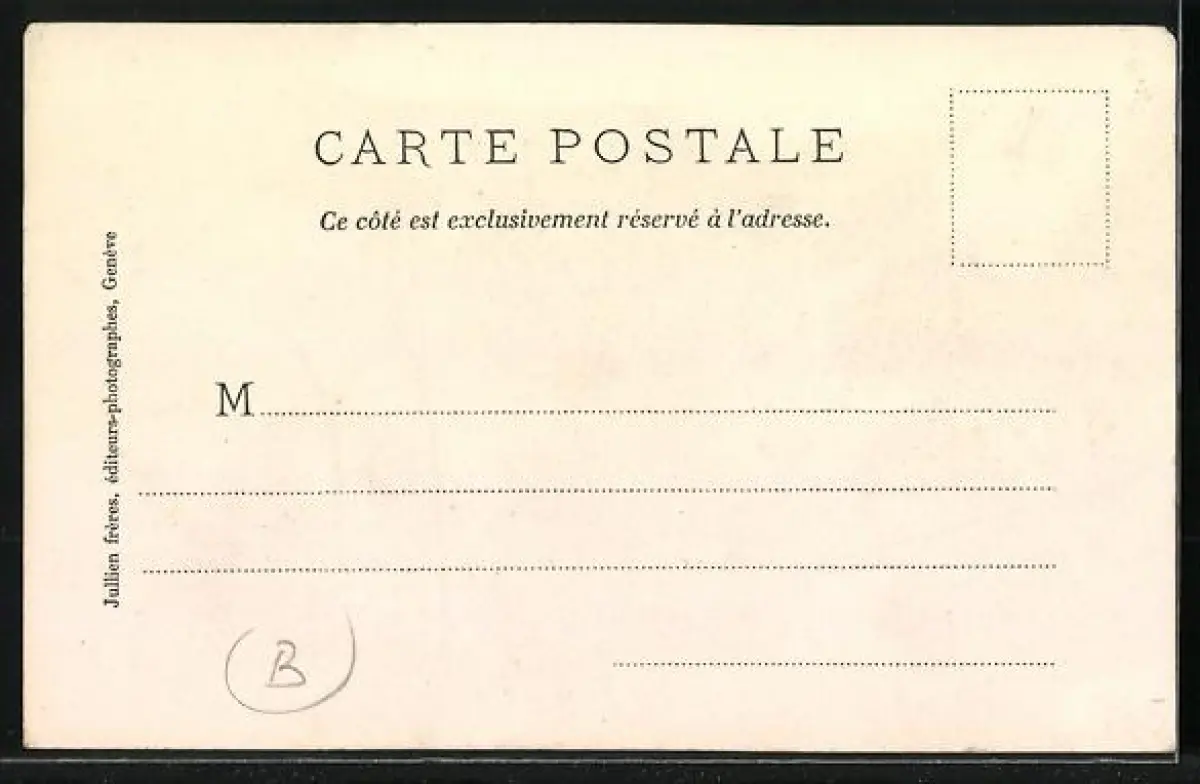 CARTE POSTALE
Ce côté est exclusivement réservé à l'adresse.
Jullien frères, éditeurs-photographes, Genève
M
B